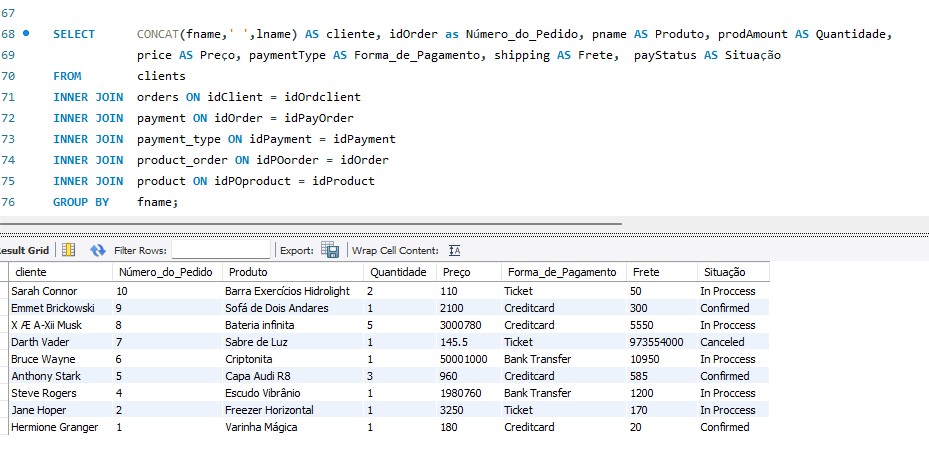 67
68 SELECT CONCAT(fname,' ',lname) AS cliente, idOrder as Número_do_Pedido, pname AS Produto, prodAmount AS Quantidade,
69 price AS Preço, paymentType AS Forma_de_Pagamento, shipping AS Frete, payStatus AS Situação
70 FROM clients
71 INNER JOIN orders ON idClient = idOrdclient
72 INNER JOIN payment ON idOrder = idPayOrder
73 INNER JOIN payment_type ON idPayment = idPayment
74 INNER JOIN product_order ON idPOorder = idOrder
75 INNER JOIN product ON idPOproduct = idProduct
76 GROUP BY fname;
esult Grid Filter Rows: Export: Wrap Cell Content:
cliente Número_do_Pedido Produto Quantidade Preço Forma_de_Pagamento Frete Situação
Sarah Connor 10 Barra Exercícios Hidrolight 2 110 Ticket 50 In Proccess
Emmet Brickowski 9 Sofá de Dois Andares 1 2100 Creditcard 300 Confirmed
X Æ A-Xii Musk 8 Bateria infinita 5 3000780 Creditcard 5550 In Proccess
Darth Vader 7 Sabre de Luz 1 145.5 Ticket 973554000 Canceled
Bruce Wayne 6 Criptonita 1 50001000 Bank Transfer 10950 In Proccess
Anthony Stark 5 Capa Audi R8 3 960 Creditcard 585 Confirmed
Steve Rogers 4 Escudo Vibrânio 1 1980760 Bank Transfer 1200 In Proccess
Jane Hoper 2 Freezer Horizontal 1 3250 Ticket 170 In Proccess
Hermione Granger 1 Varinha Mágica 1 180 Creditcard 20 Confirmed